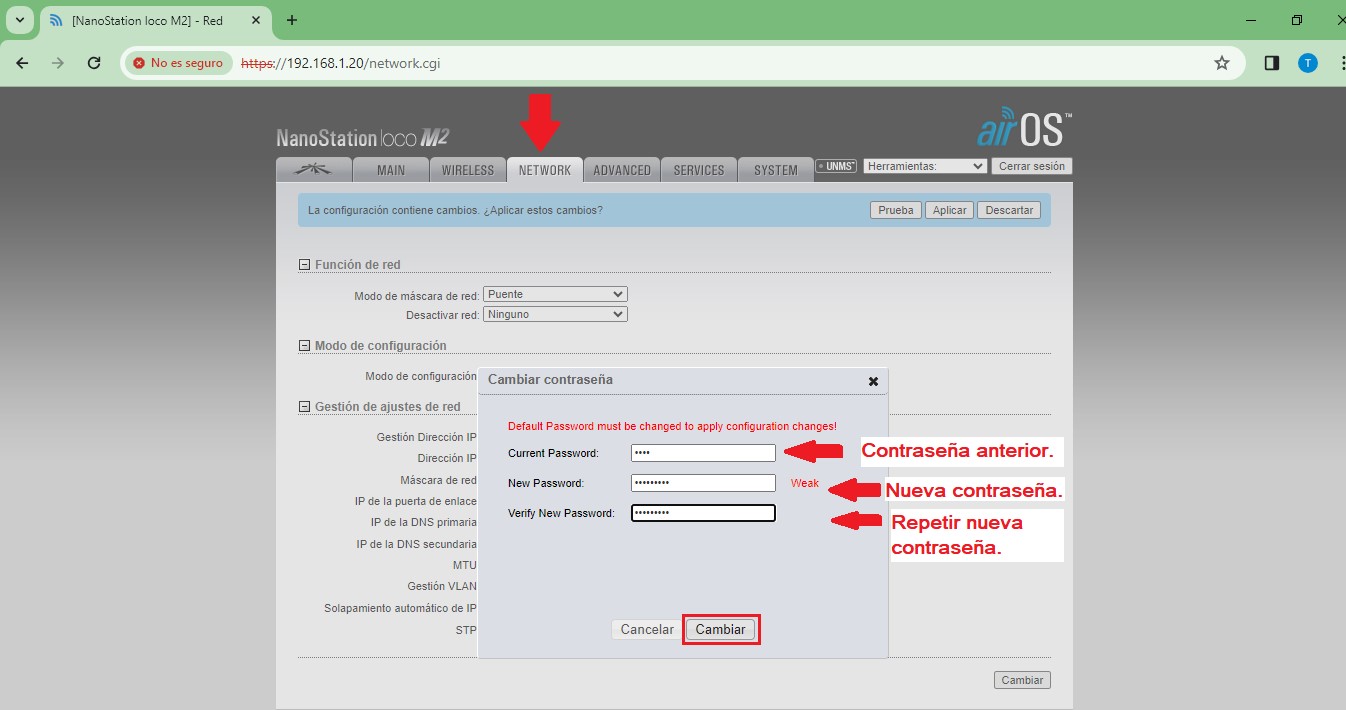 [NanoStation loco M2] - Red
No es seguro
https://192.168.1.20/network.cgi
T
NanoStation loco M2
airOS™
MAIN
WIRELESS
NETWORK
ADVANCED
SERVICES
SYSTEM
UNMS™
Herramientas:
Cerrar sesión
La configuración contiene cambios. ¿Aplicar estos cambios?
Prueba
Aplicar
Descartar
Función de red
Modo de máscara de red: Puente
Desactivar red: Ninguno
Modo de configuración
Modo de configuración
Gestión de ajustes de red
Gestión Dirección IP
Dirección IP
Máscara de red
IP de la puerta de enlace
IP de la DNS primaria
IP de la DNS secundaria
MTU
Gestión VLAN
Solapamiento automático de IP
STP
Cambiar contraseña
Default Password must be changed to apply configuration changes!
Current Password: ••••
Contraseña anterior.
New Password: •••••••••
Weak
Nueva contraseña.
Verify New Password: •••••••••
Repetir nueva
contraseña.
Cancelar
Cambiar
Cambiar